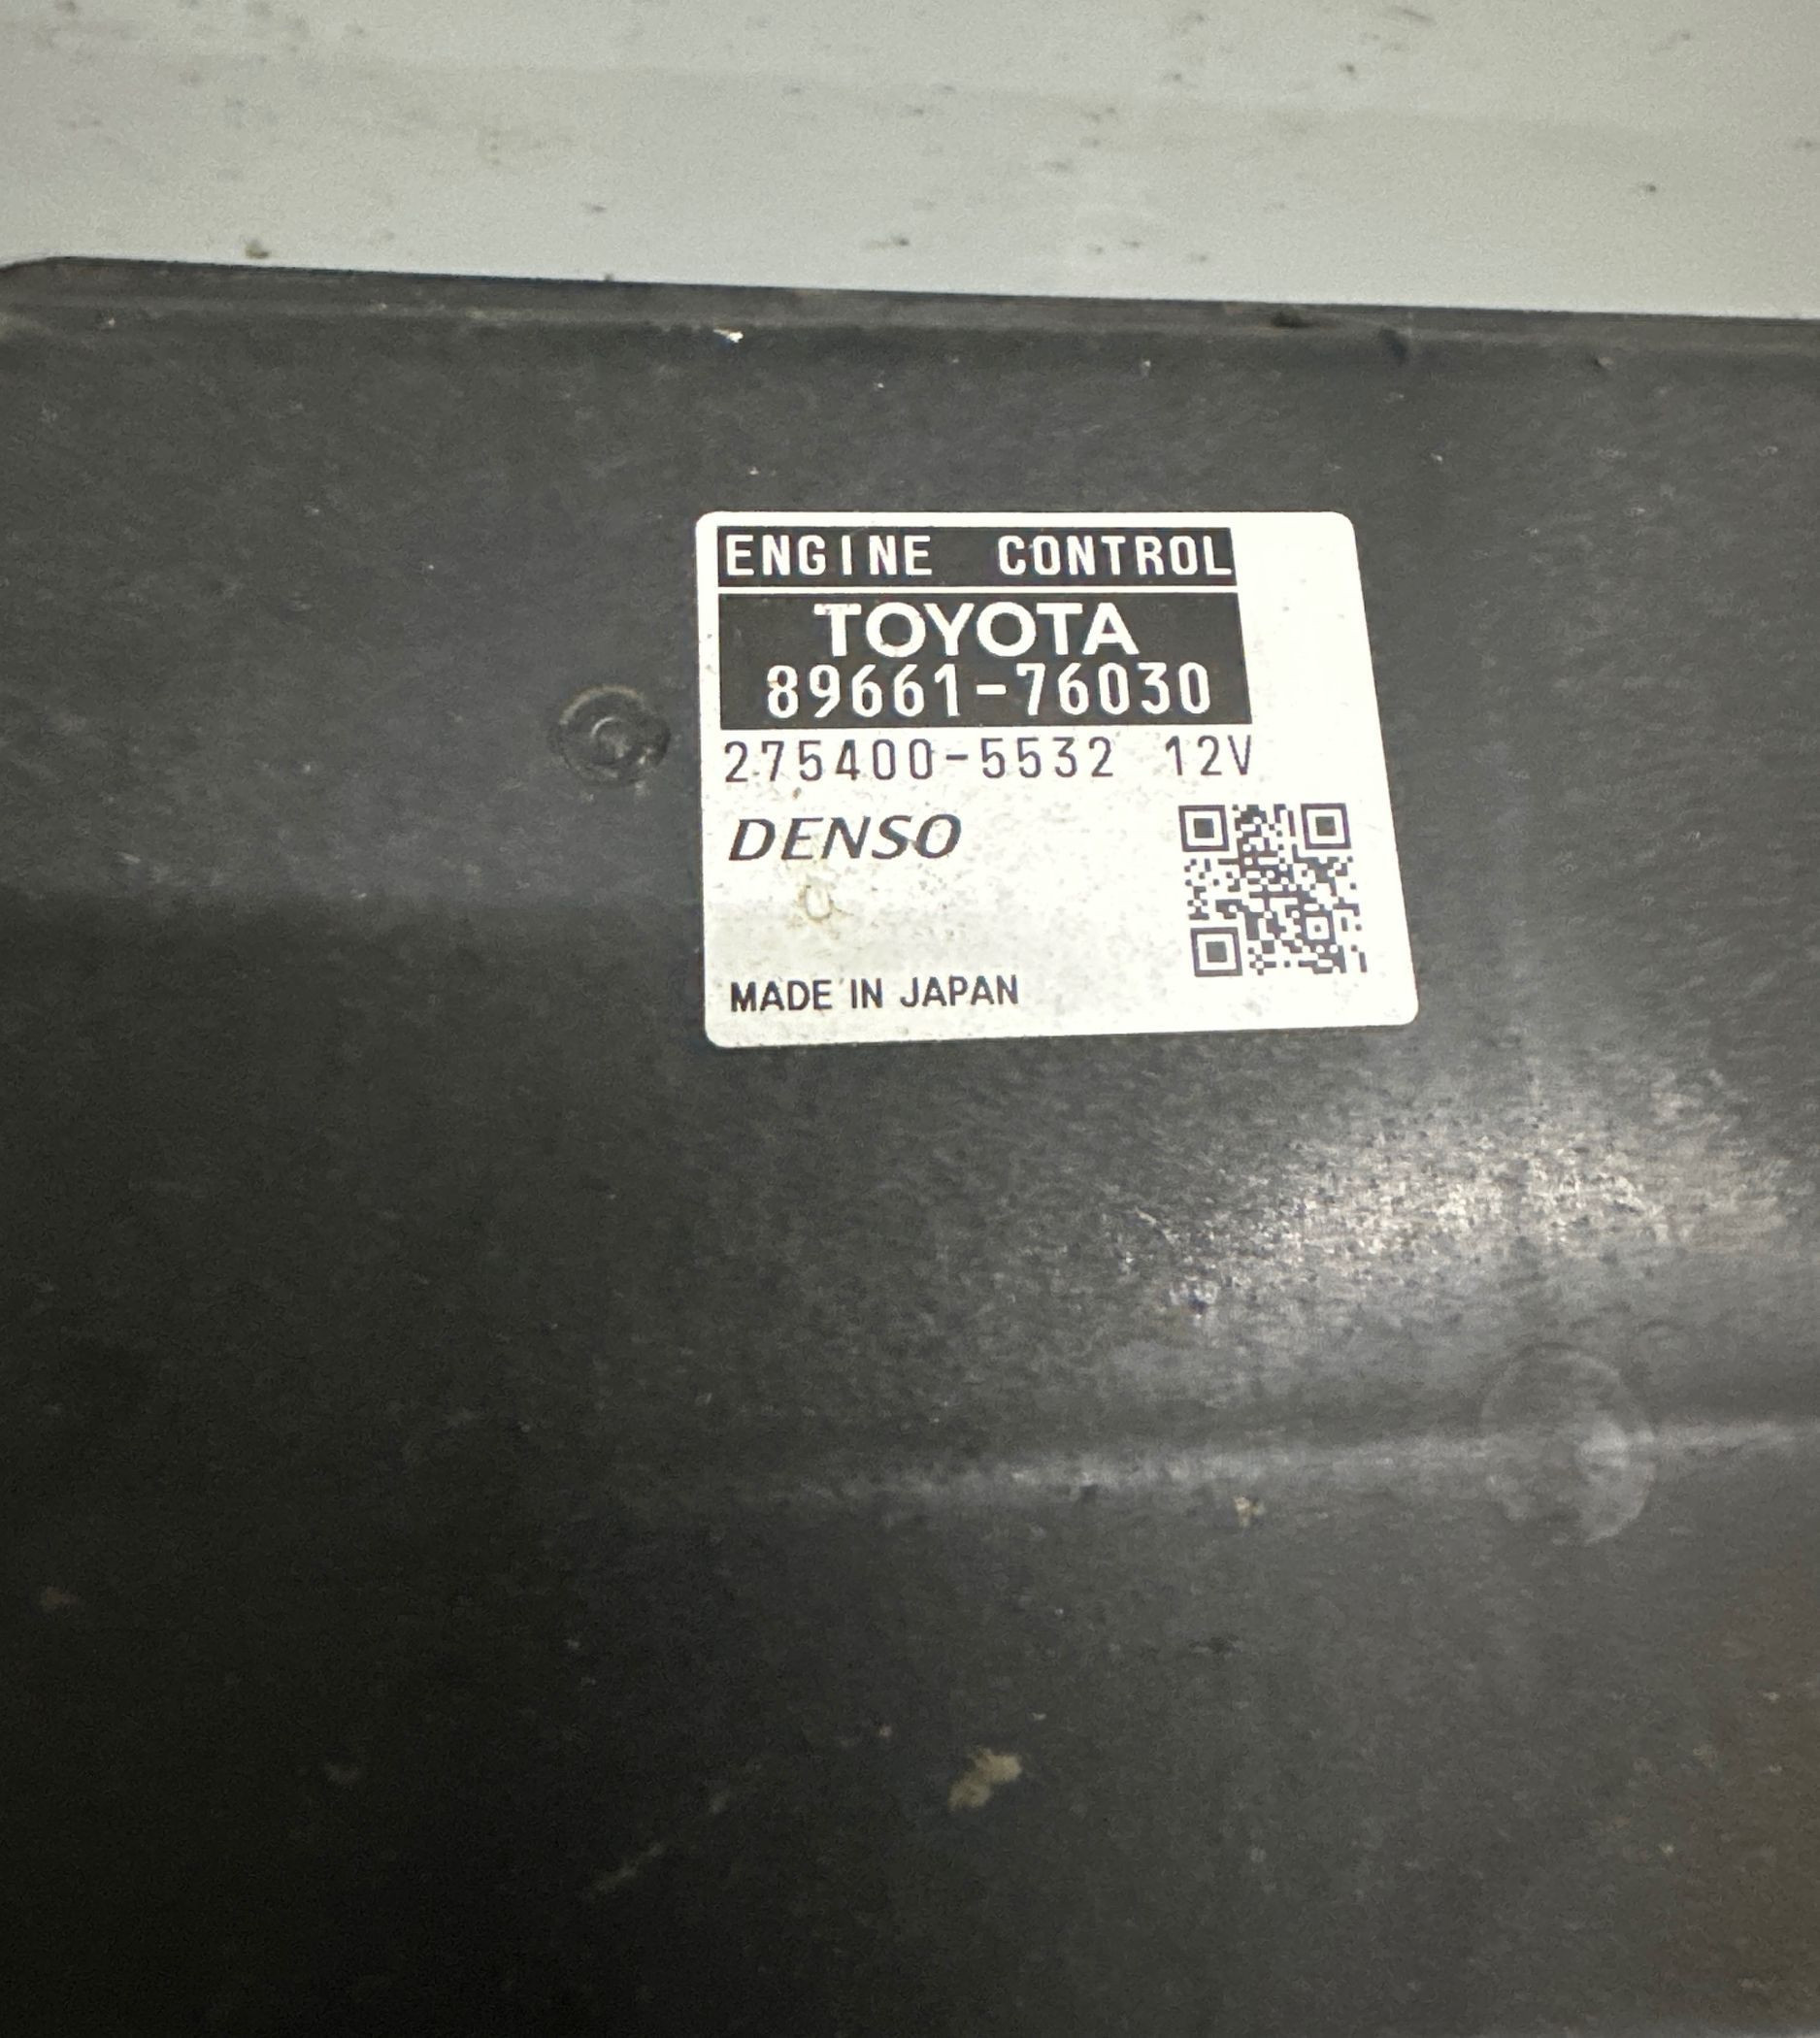 ENGINE CONTROL
TOYOTA
89661-76030
275400-5532 12V
DENSO
MADE IN JAPAN